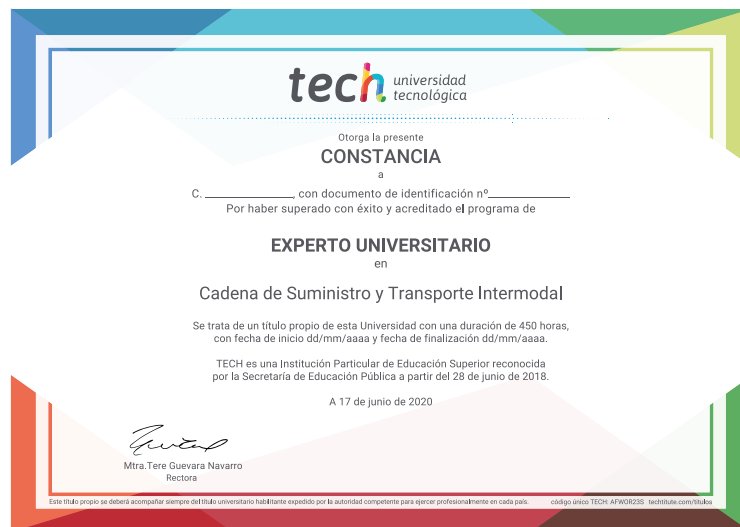 tech universidad
tecnológica
Otorga la presente
CONSTANCIA
a
C. ______________, con documento de identificación nº______________
Por haber superado con éxito y acreditado el programa de
EXPERTO UNIVERSITARIO
en
Cadena de Suministro y Transporte Intermodal
Se trata de un título propio de esta Universidad con una duración de 450 horas,
con fecha de inicio dd/mm/aaaa y fecha de finalización dd/mm/aaaa.
TECH es una Institución Particular de Educación Superior reconocida
por la Secretaría de Educación Pública a partir del 28 de junio de 2018.
A 17 de junio de 2020
Mtra.Tere Guevara Navarro
Rectora
Este título propio se deberá acompañar siempre del título universitario habilitante expedido por la autoridad competente para ejercer profesionalmente en cada país. código único TECH: AFWOR23S techtitute.com/titulos